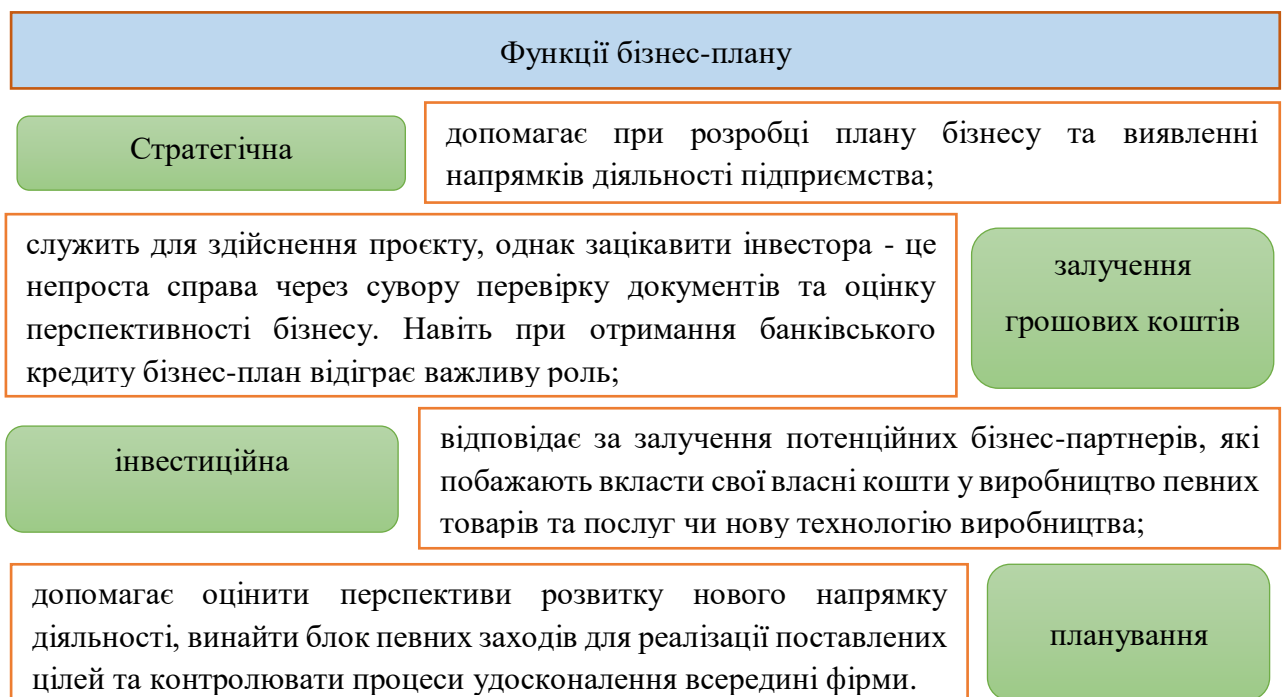 Функції бізнес-плану
Стратегічна
допомагає при розробці плану бізнесу та виявленні
напрямків діяльності підприємства;
служить для здійснення проєкту, однак зацікавити інвестора - це
непроста справа через сувору перевірку документів та оцінку
перспективності бізнесу. Навіть при отримання банківського
кредиту бізнес-план відіграє важливу роль;
залучення
грошових коштів
інвестиційна
відповідає за залучення потенційних бізнес-партнерів, які
побажають вкласти свої власні кошти у виробництво певних
товарів та послуг чи нову технологію виробництва;
допомагає оцінити перспективи розвитку нового напрямку
діяльності, винайти блок певних заходів для реалізації поставлених
цілей та контролювати процеси удосконалення всередині фірми.
планування